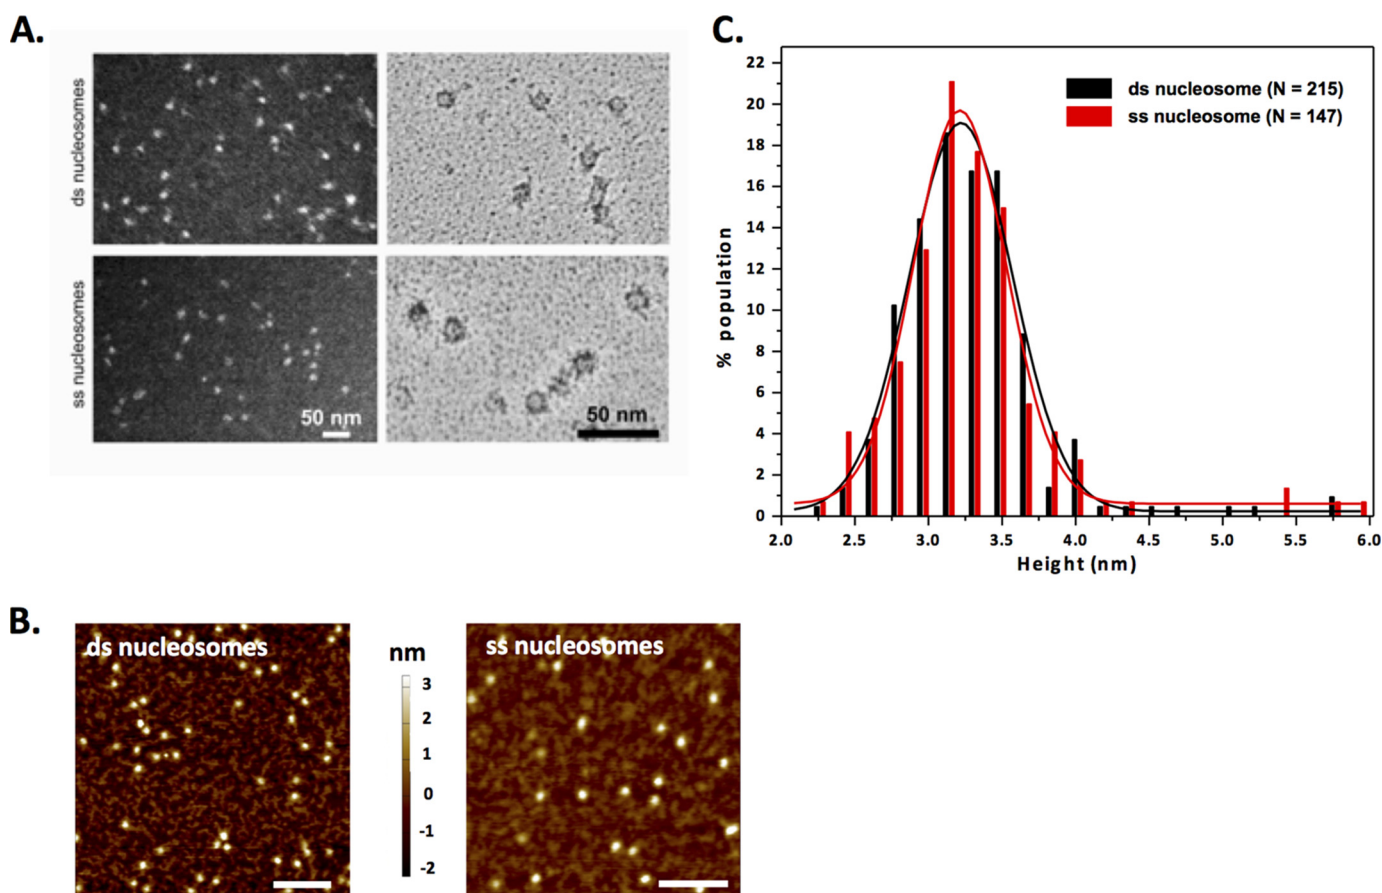 A.
ds nucleosomes
ss nucleosomes
50 nm
50 nm
B.
ds nucleosomes
nm
3
2
1
0
-1
-2
ss nucleosomes
C.
ds nucleosome (N = 215)
ss nucleosome (N = 147)
% population
22
20
18
16
14
12
10
8
6
4
2
0
2.0 2.5 3.0 3.5 4.0 4.5 5.0 5.5 6.0
Height (nm)